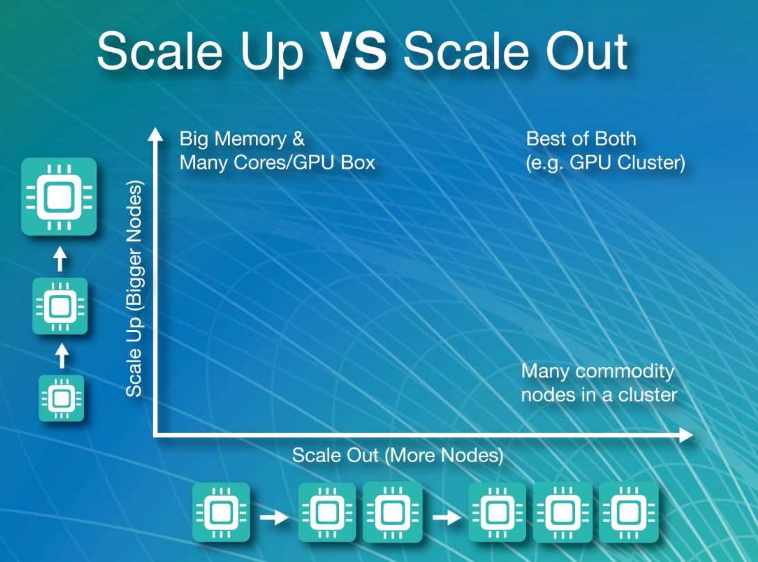 Scale Up VS Scale Out
Big Memory &
Many Cores/GPU Box
Best of Both
(e.g. GPU Cluster)
Scale Up (Bigger Nodes)
Many commodity
nodes in a cluster
Scale Out (More Nodes)